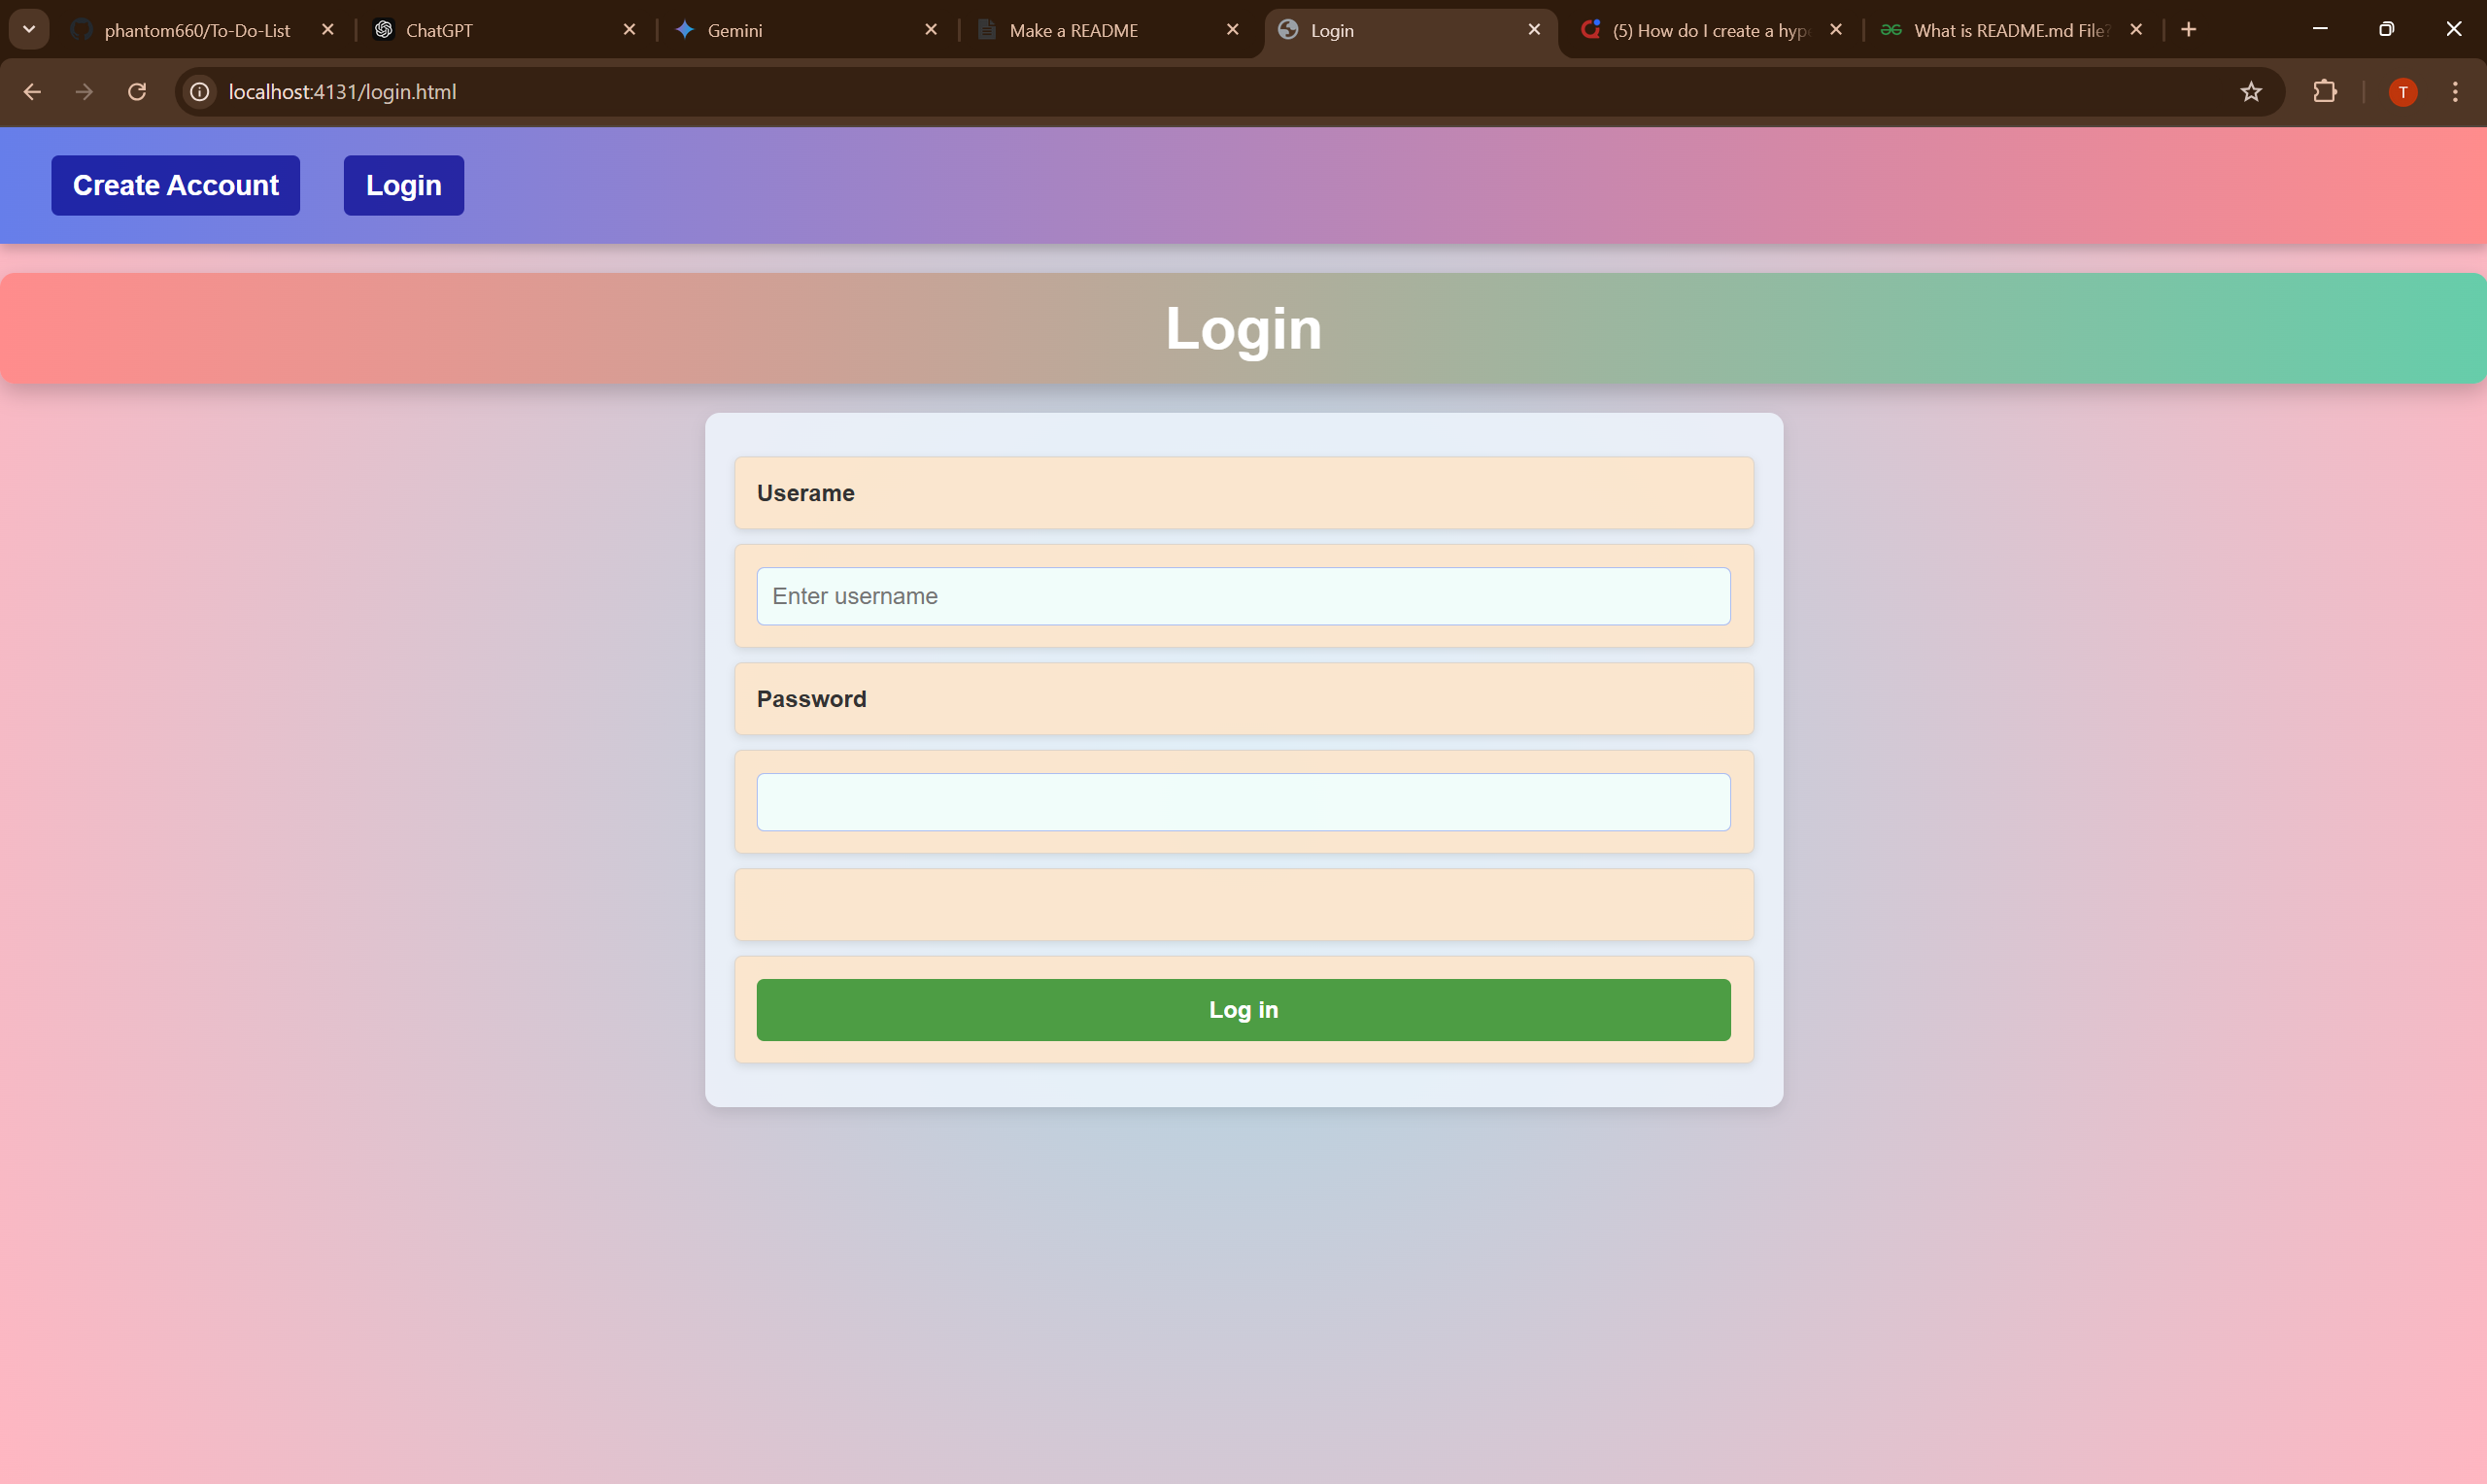 phantom660/To-Do-List
ChatGPT
Gemini
Make a README
Login
(5) How do I create a hyp
What is README.md File?
localhost:4131/login.html
T
Create Account
Login
Login
Userame
Enter username
Password
Log in